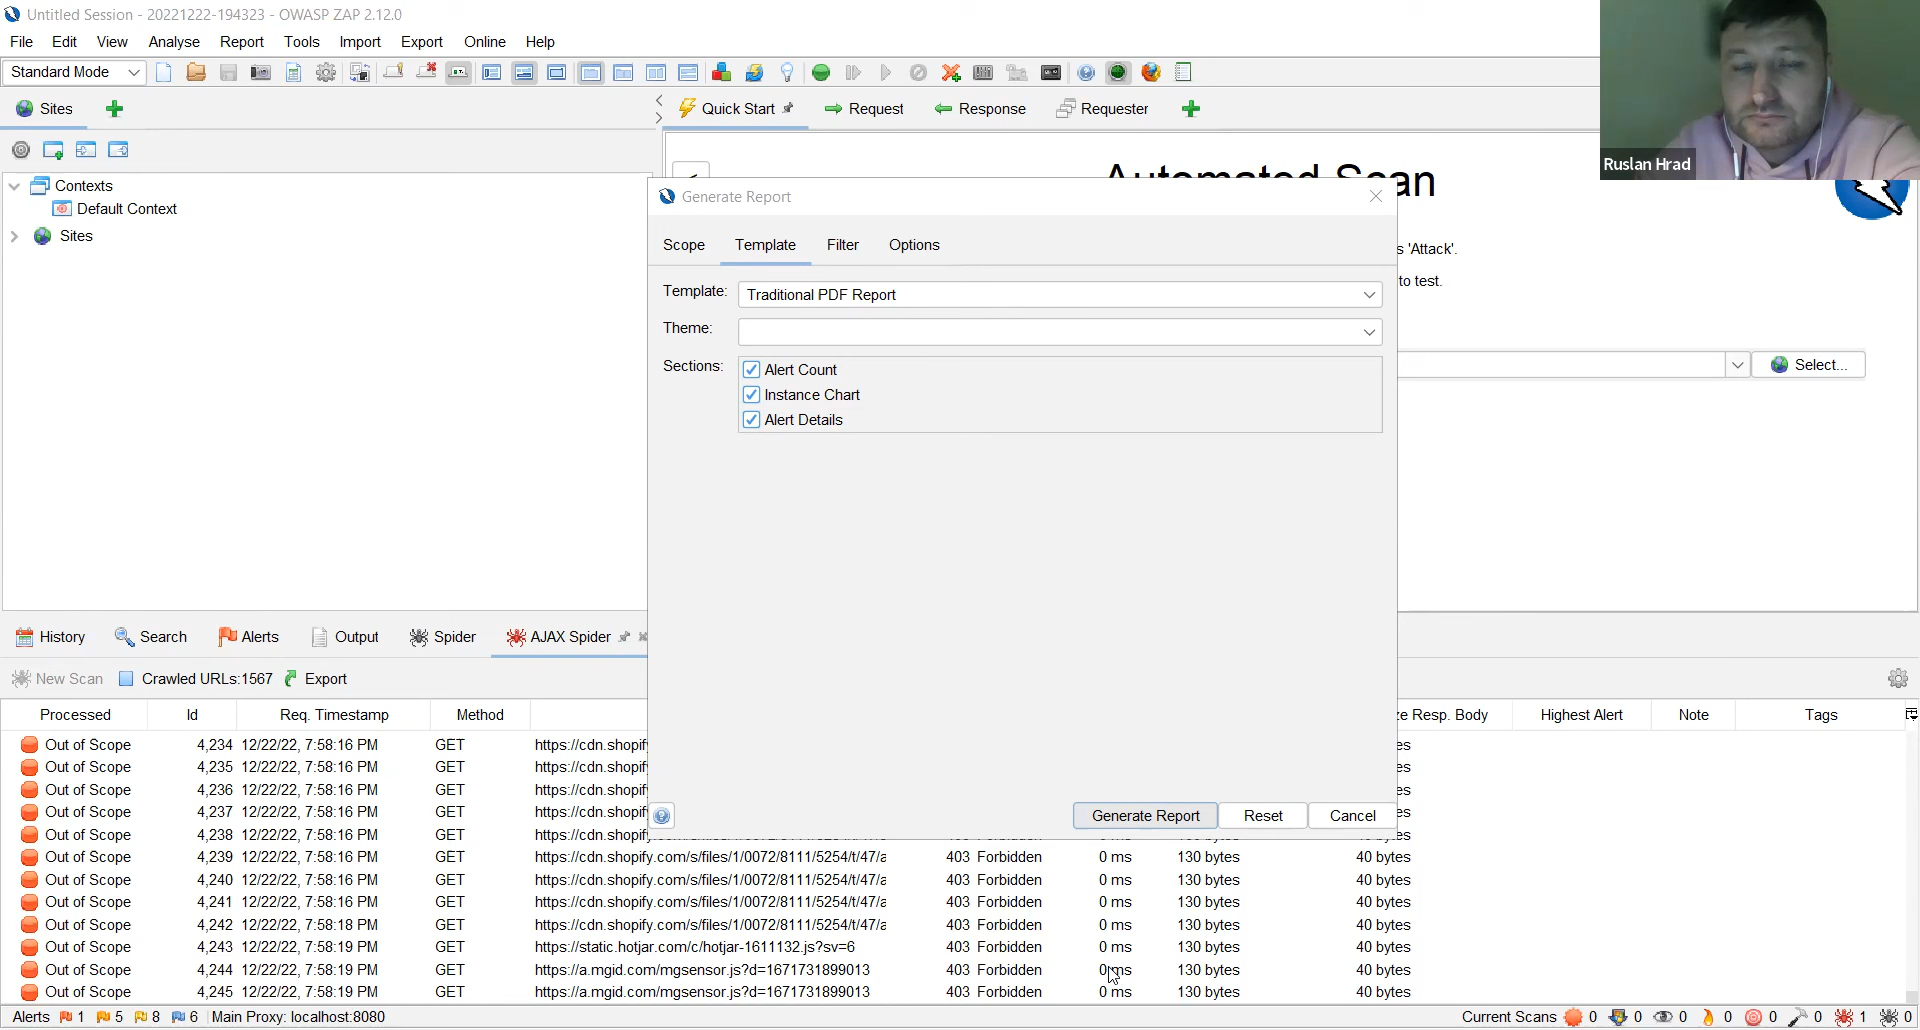 Untitled Session - 20221222-194323 - OWASP ZAP 2.12.0
File Edit View Analyse Report Tools Import Export Online Help
Standard Mode
Sites
Quick Start Request Response Requester
Ruslan Hrad
Contexts
Default Context
Sites
Automated Scan
s 'Attack'.
to test.
Select...
Generate Report
Scope Template Filter Options
Template: Traditional PDF Report
Theme:
Sections: Alert Count
Instance Chart
Alert Details
Generate Report Reset Cancel
History Search Alerts Output Spider AJAX Spider
New Scan Crawled URLs:1567 Export
Processed Id Req. Timestamp Method ze Resp. Body Highest Alert Note Tags
Out of Scope 4,234 12/22/22, 7:58:16 PM GET https://cdn.shopify es
Out of Scope 4,235 12/22/22, 7:58:16 PM GET https://cdn.shopify es
Out of Scope 4,236 12/22/22, 7:58:16 PM GET https://cdn.shopify es
Out of Scope 4,237 12/22/22, 7:58:16 PM GET https://cdn.shopify es
Out of Scope 4,238 12/22/22, 7:58:16 PM GET https://cdn.shopify
Out of Scope 4,239 12/22/22, 7:58:16 PM GET https://cdn.shopify.com/s/files/1/0072/8111/5254/t/47/a 403 Forbidden 0 ms 130 bytes 40 bytes
Out of Scope 4,240 12/22/22, 7:58:16 PM GET https://cdn.shopify.com/s/files/1/0072/8111/5254/t/47/a 403 Forbidden 0 ms 130 bytes 40 bytes
Out of Scope 4,241 12/22/22, 7:58:16 PM GET https://cdn.shopify.com/s/files/1/0072/8111/5254/t/47/a 403 Forbidden 0 ms 130 bytes 40 bytes
Out of Scope 4,242 12/22/22, 7:58:18 PM GET https://cdn.shopify.com/s/files/1/0072/8111/5254/t/47/a 403 Forbidden 0 ms 130 bytes 40 bytes
Out of Scope 4,243 12/22/22, 7:58:19 PM GET https://static.hotjar.com/c/hotjar-1611132.js?sv=6 403 Forbidden 0 ms 130 bytes 40 bytes
Out of Scope 4,244 12/22/22, 7:58:19 PM GET https://a.mgid.com/mgsensor.js?d=1671731899013 403 Forbidden 0 ms 130 bytes 40 bytes
Out of Scope 4,245 12/22/22, 7:58:19 PM GET https://a.mgid.com/mgsensor.js?d=1671731899013 403 Forbidden 0 ms 130 bytes 40 bytes
Alerts 1 5 8 6 Main Proxy: localhost:8080 Current Scans 0 0 0 0 0 0 1 0